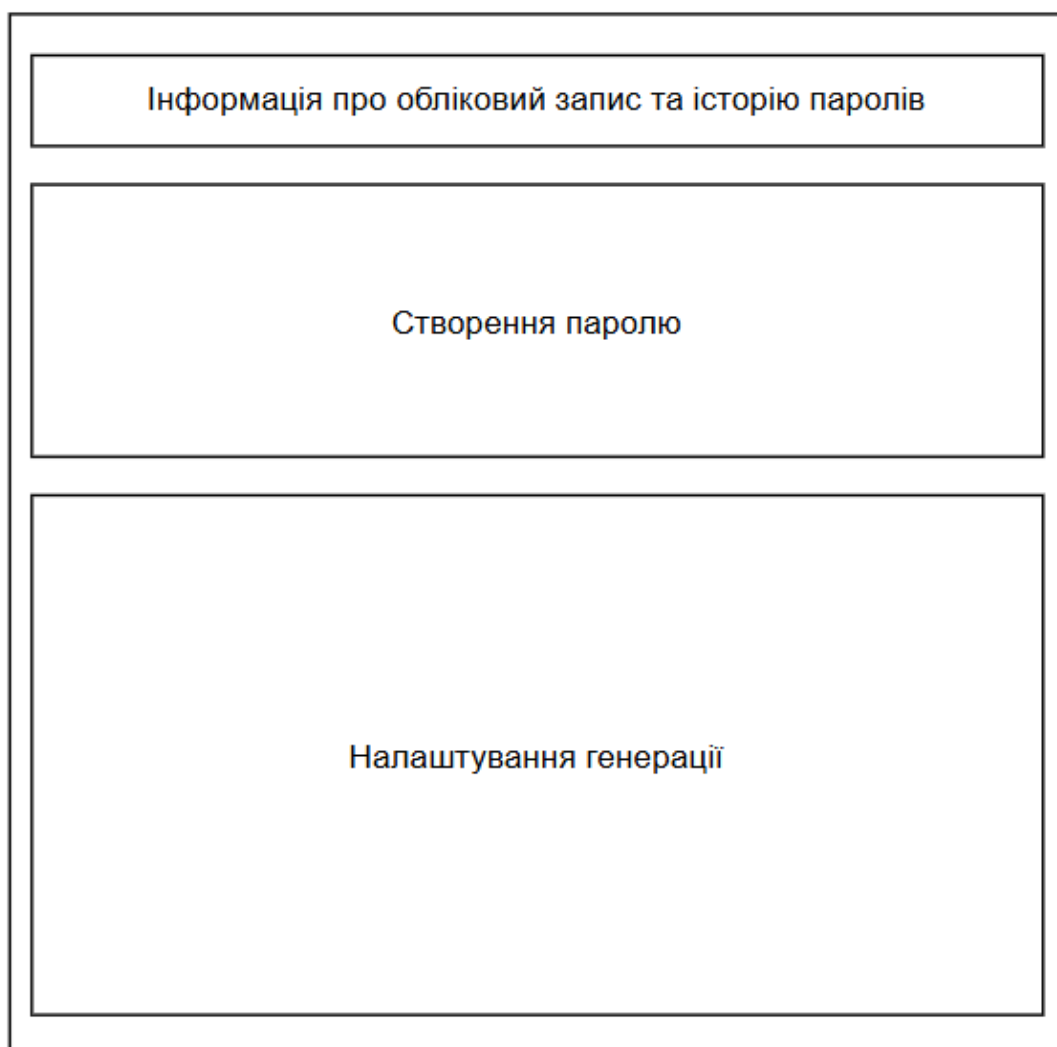 Інформація про обліковий запис та історію паролів
Створення паролю
Налаштування генерації